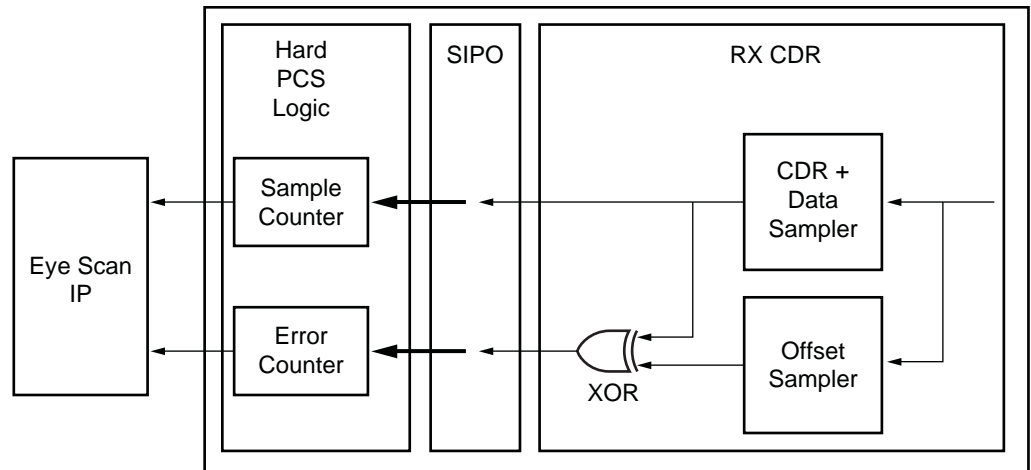 Hard
PCS
Logic
SIPO
RX CDR
Sample
Counter
CDR +
Data
Sampler
Eye Scan
IP
Error
Counter
XOR
Offset
Sampler